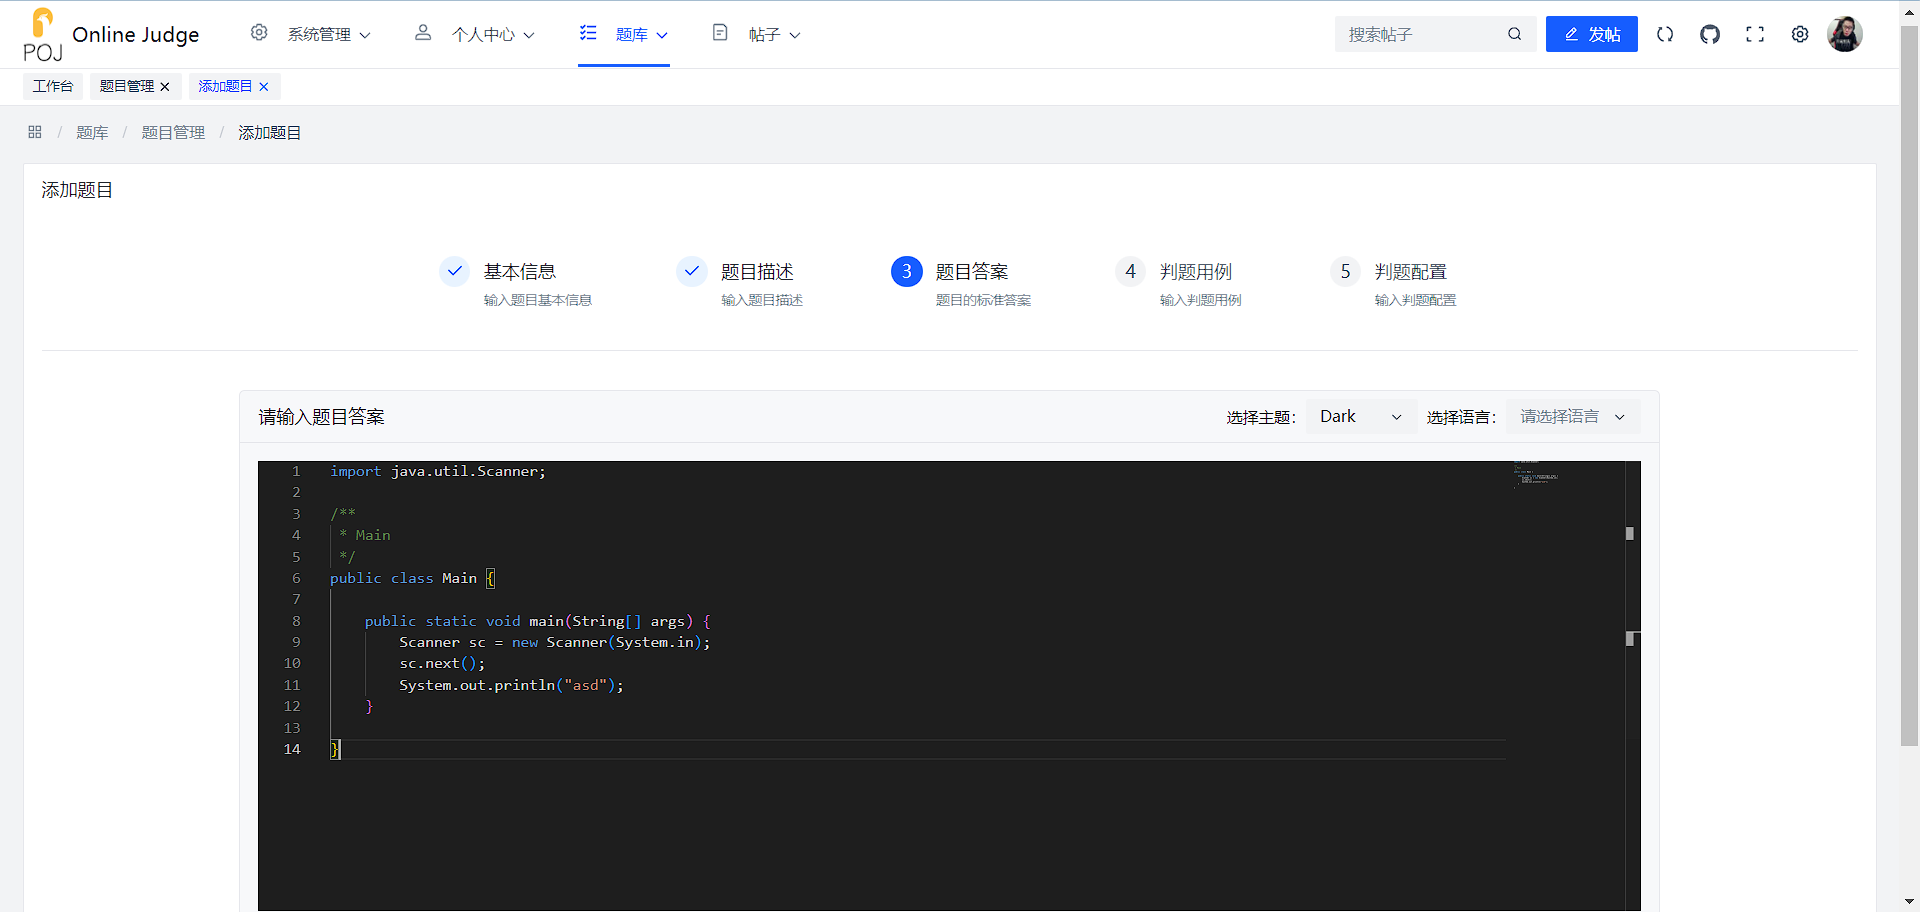 POJ Online Judge 系统管理 个人中心 题库 帖子 搜索帖子 发帖
工作台 题目管理 添加题目
/ 题库 / 题目管理 / 添加题目
添加题目
基本信息 题目描述 3 题目答案 4 判题用例 5 判题配置
输入题目基本信息 输入题目描述 题目的标准答案 输入判题用例 输入判题配置
请输入题目答案 选择主题： Dark 选择语言： 请选择语言
1 import java.util.Scanner;
2
3 /**
4 * Main
5 */
6 public class Main {
7
8 public static void main(String[] args) {
9 Scanner sc = new Scanner(System.in);
10 sc.next();
11 System.out.println("asd");
12 }
13
14 }